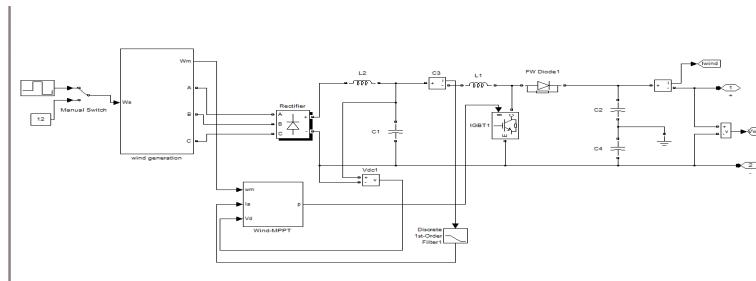 Manual Switch
12
Ws
Wm
A
B
C
wind generation
Rectifier
A
B
C
+
-
L2
C1
C3
L1
FW Diode1
IGBT1
g
C
E
C2
C4
Iwind
1
+
v
2
-
Vdc1
+
-
v
wm
Ia
Vd
p
Wind-MPPT
Discrete
1st-Order
Filter1